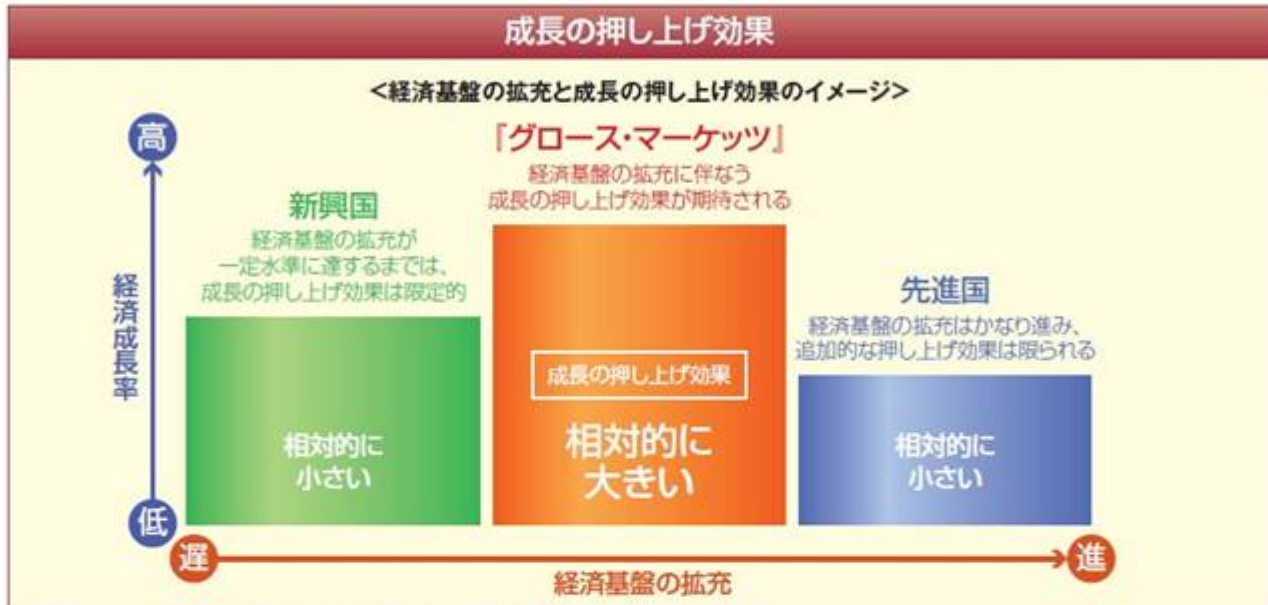 成長の押し上げ効果
<経済基盤の拡充と成長の押し上げ効果のイメージ>
高
経済成長率
低
新興国
経済基盤の拡充が
一定水準に達するまでは、
成長の押し上げ効果は限定的
相対的に
小さい
『グロース・マーケッツ』
経済基盤の拡充に伴なう
成長の押し上げ効果が期待される
成長の押し上げ効果
相対的に
大きい
先進国
経済基盤の拡充はかなり進み、
追加的な押し上げ効果は限られる
相対的に
小さい
遅
経済基盤の拡充
進